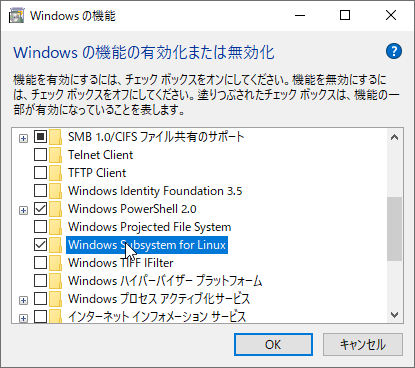 Windows の機能
Windows の機能の有効化または無効化
機能を有効にするには、チェック ボックスをオンにしてください。機能を無効にするに
は、チェック ボックスをオフにしてください。塗りつぶされたチェック ボックスは、機能の一
部が有効になっていることを表します。
SMB 1.0/CIFS ファイル共有のサポート
Telnet Client
TFTP Client
Windows Identity Foundation 3.5
Windows PowerShell 2.0
Windows Projected File System
Windows Subsystem for Linux
Windows TIFF IFilter
Windows ハイパーバイザー プラットフォーム
Windows プロセス アクティブ化サービス
インターネット インフォメーション サービス
OK
キャンセル